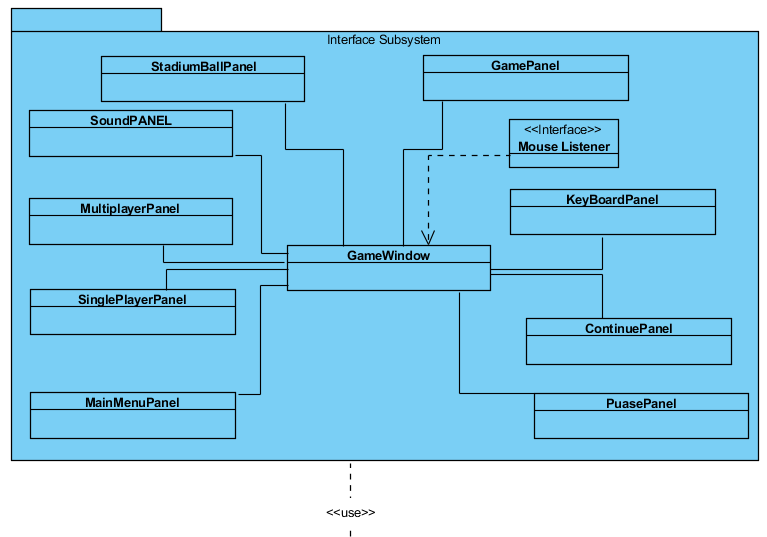 Interface Subsystem
StadiumBallPanel
GamePanel
SoundPANEL
<<Interface>>
Mouse Listener
MultiplayerPanel
KeyBoardPanel
GameWindow
SinglePlayerPanel
ContinuePanel
MainMenuPanel
PuasePanel
<<use>>